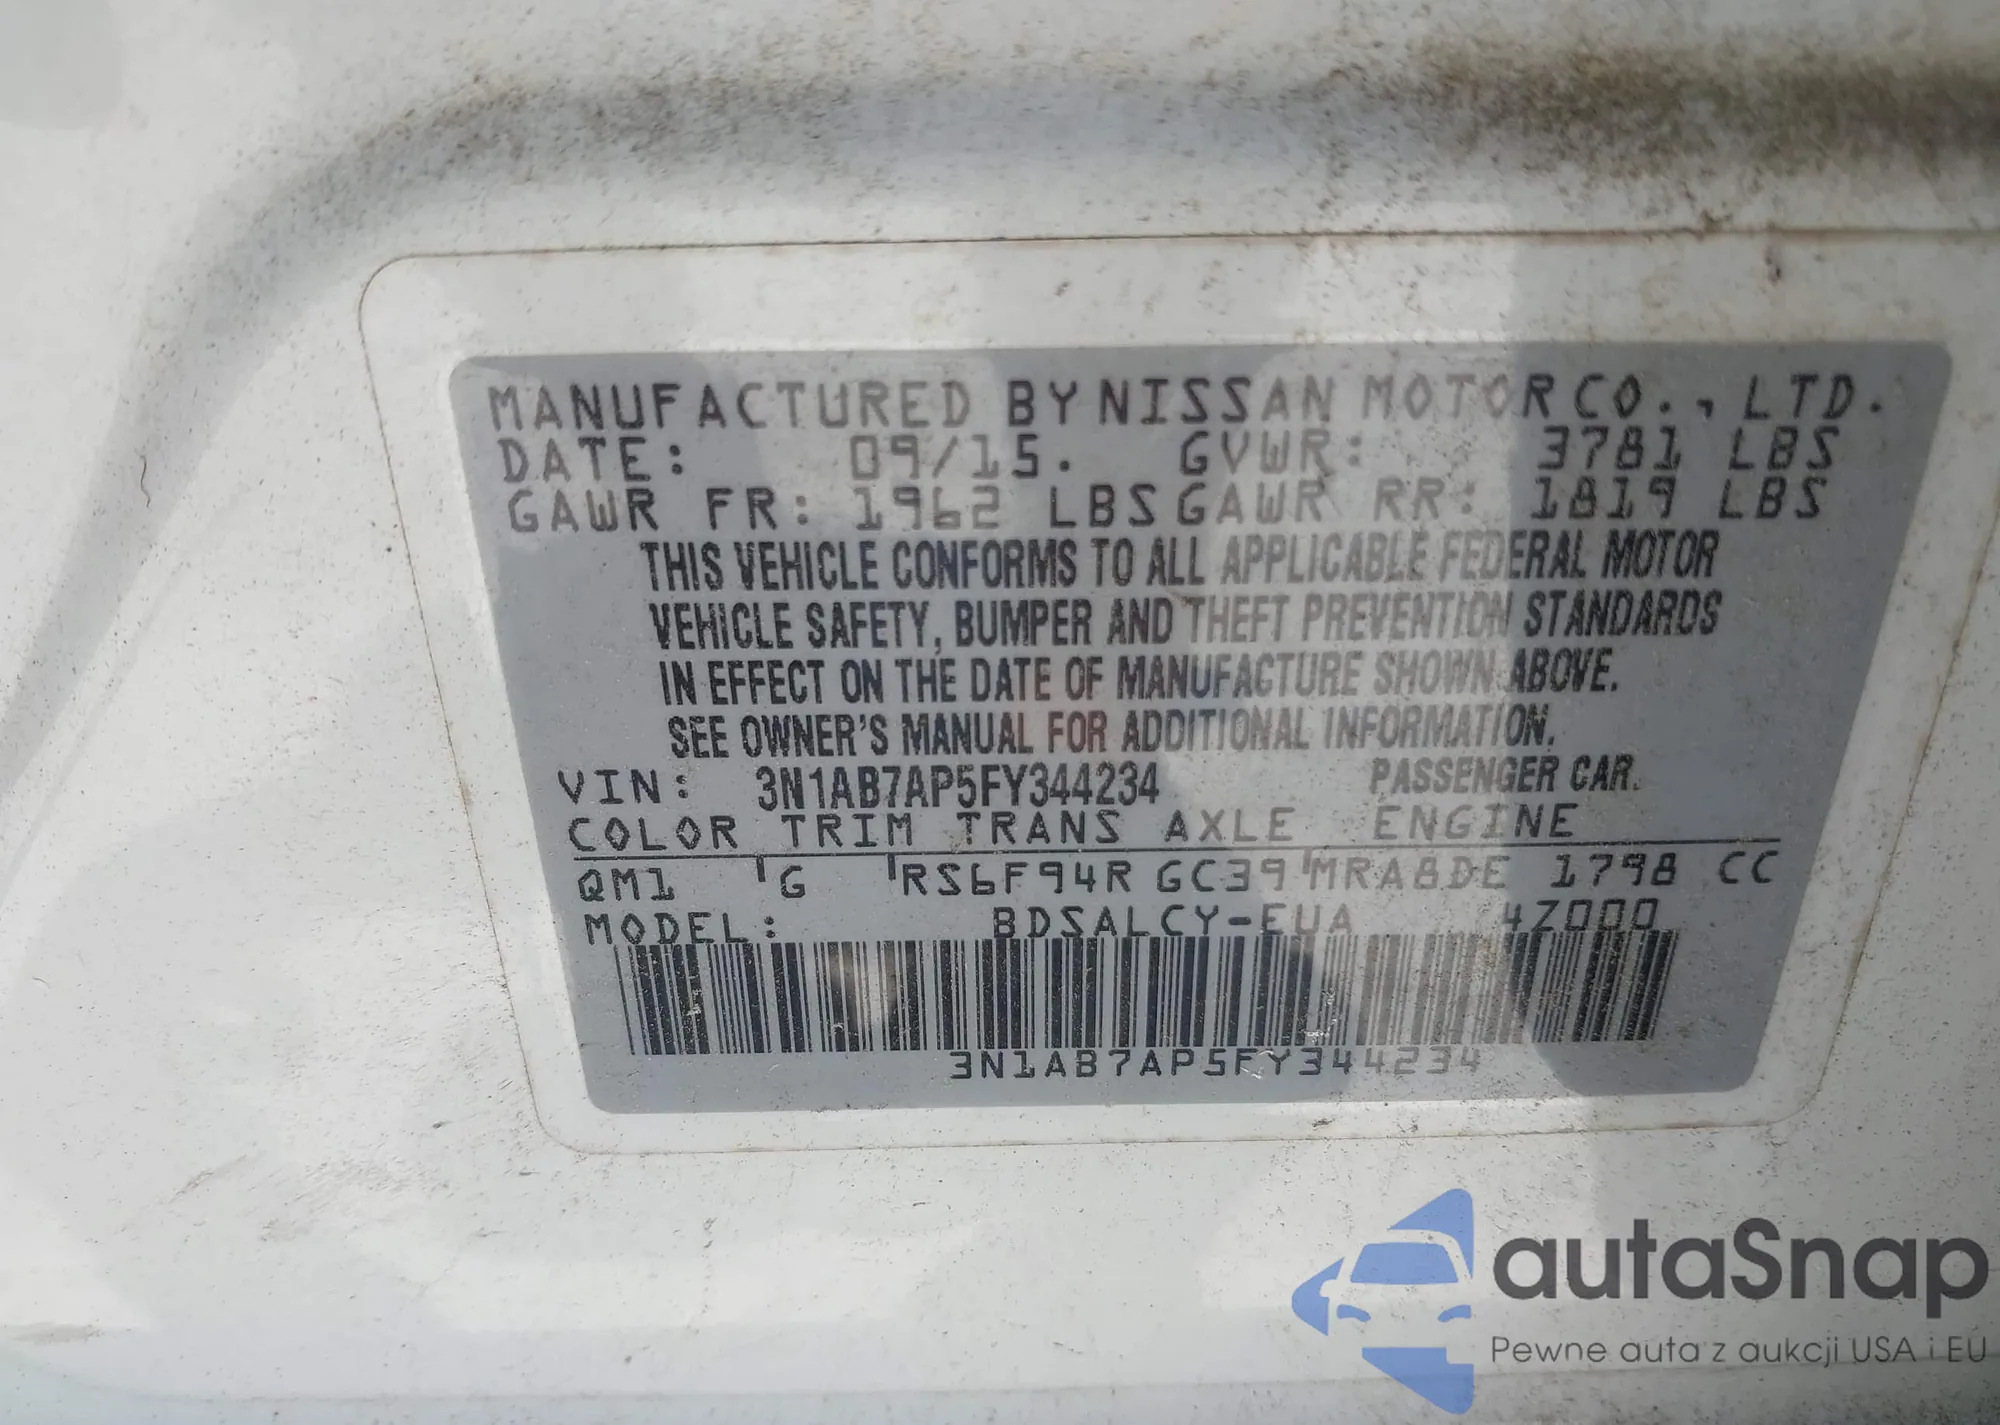 MANUFACTURED BY NISSAN MOTOR CO., LTD.
DATE: 09/15. GVWR: 3781 LBS
GAWR FR: 1962 LBS GAWR RR: 1819 LBS
THIS VEHICLE CONFORMS TO ALL APPLICABLE FEDERAL MOTOR
VEHICLE SAFETY, BUMPER AND THEFT PREVENTION STANDARDS
IN EFFECT ON THE DATE OF MANUFACTURE SHOWN ABOVE.
SEE OWNER'S MANUAL FOR ADDITIONAL INFORMATION.
VIN: 3N1AB7AP5FY344234 PASSENGER CAR.
COLOR TRIM TRANS AXLE ENGINE
QM1 G RS6F94R GC39 MRA8DE 1798 CC
MODEL: BDSALCY-EUA 4Z000
3N1AB7AP5FY344234
autaSnap
Pewne auta z aukcji USA i EU